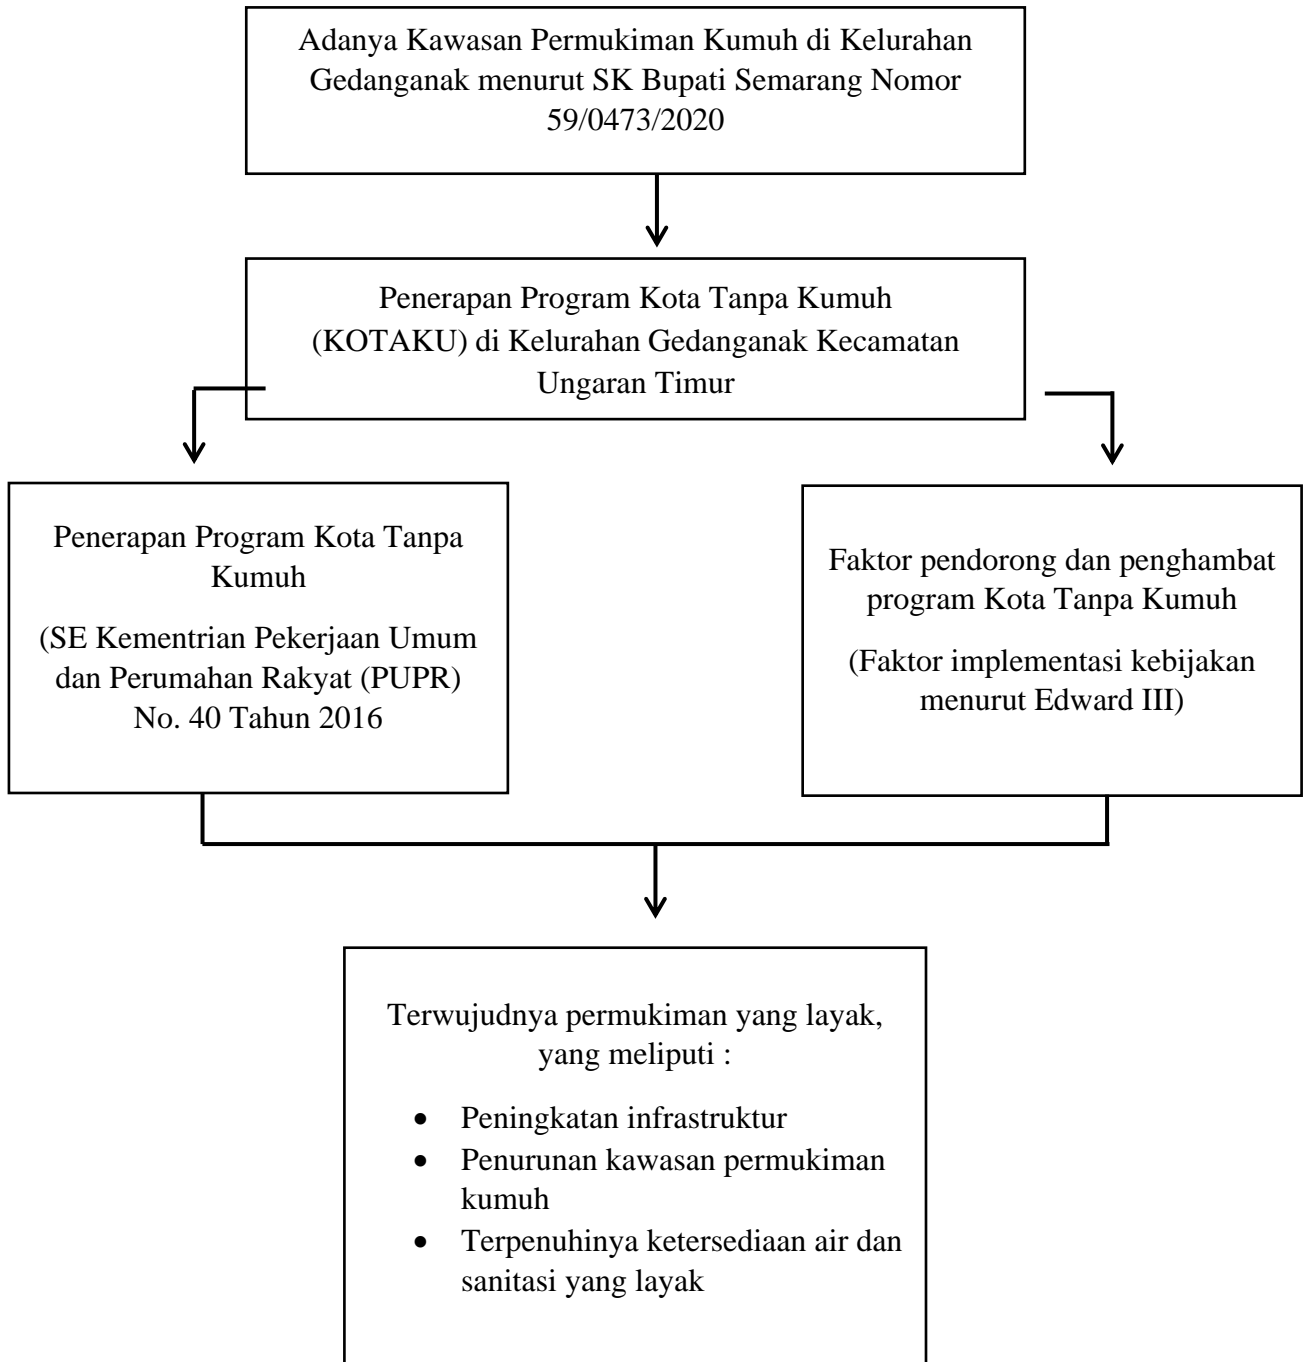 Adanya Kawasan Permukiman Kumuh di Kelurahan
Gedanganak menurut SK Bupati Semarang Nomor
59/0473/2020
Penerapan Program Kota Tanpa Kumuh
(KOTAKU) di Kelurahan Gedanganak Kecamatan
Ungaran Timur
Penerapan Program Kota Tanpa
Kumuh
(SE Kementrian Pekerjaan Umum
dan Perumahan Rakyat (PUPR)
No. 40 Tahun 2016
Faktor pendorong dan penghambat
program Kota Tanpa Kumuh
(Faktor implementasi kebijakan
menurut Edward III)
Terwujudnya permukiman yang layak,
yang meliputi :
• Peningkatan infrastruktur
• Penurunan kawasan permukiman
kumuh
• Terpenuhinya ketersediaan air dan
sanitasi yang layak